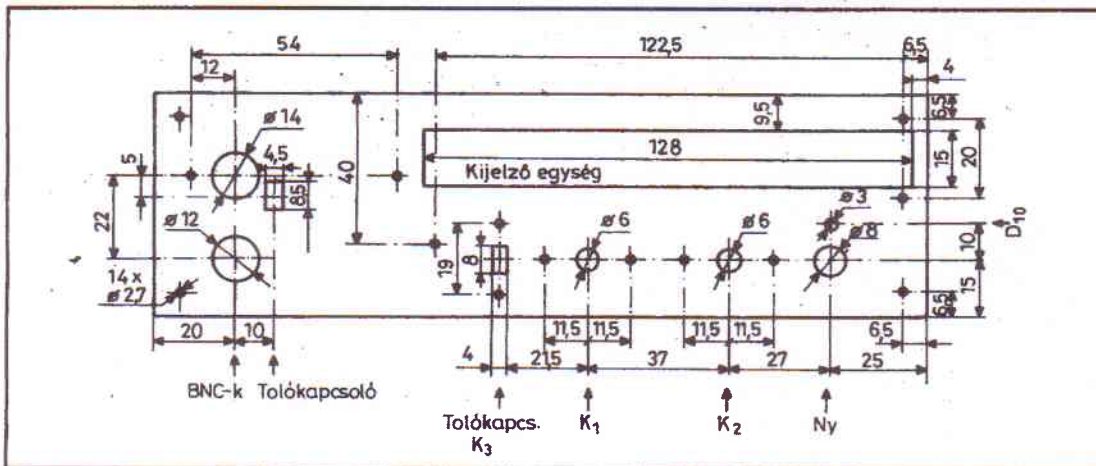 54
122,5
6,5
12
4
ø 14
9,5
6,5
4,5
128
15
20
5
40
Kijelző egység
8,5
ø 3
22
ø 12
ø 6
ø 6
ø 8
D10
19
8
10
14 x
ø 2,7
15
6,5
20
10
11,5
11,5
11,5
11,5
6,5
4
21,5
37
27
25
BNC-k Tolókapcsoló
Tolókapcs.
K3
K1
K2
Ny